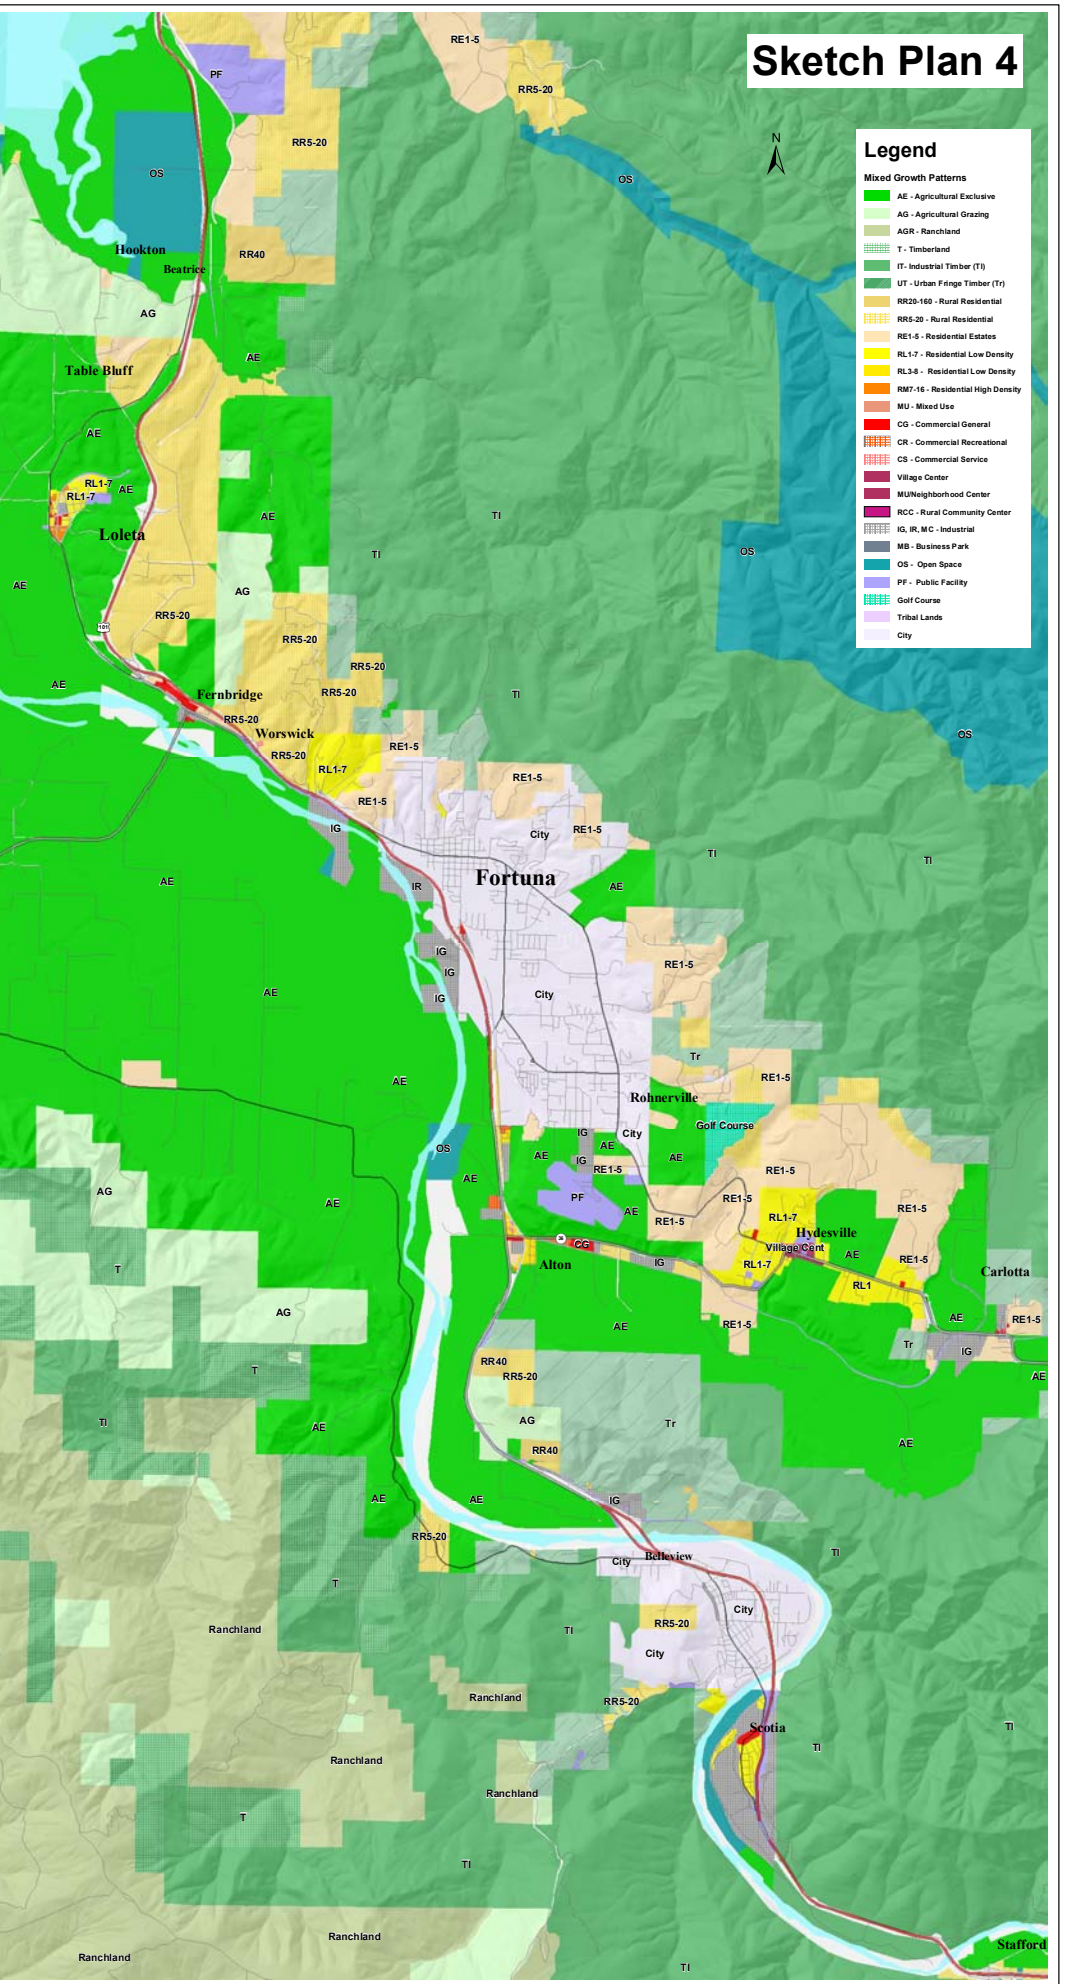 Sketch Plan 4
N
Legend
Mixed Growth Patterns
AE - Agricultural Exclusive
AG - Agricultural Grazing
AGR - Ranchland
T - Timberland
IT- Industrial Timber (TI)
UT - Urban Fringe Timber (Tr)
RR20-160 - Rural Residential
RR5-20 - Rural Residential
RE1-5 - Residential Estates
RL1-7 - Residential Low Density
RL3-8 - Residential Low Density
RM7-16 - Residential High Density
MU - Mixed Use
CG - Commercial General
CR - Commercial Recreational
CS - Commercial Service
Village Center
MU/Neighborhood Center
RCC - Rural Community Center
IG, IR, MC - Industrial
MB - Business Park
OS - Open Space
PF - Public Facility
Golf Course
Tribal Lands
City
RE1-5
PF
RR5-20
RR5-20
OS
OS
Hookton
RR40
Beatrice
AG
AE
Table Bluff
AE
RL1-7
AE
RL1-7
AE
TI
Loleta
TI
OS
AE
AG
RR5-20
101
RR5-20
RR5-20
AE
Fernbridge
RR5-20
TI
RR5-20
Worswick
OS
RE1-5
RR5-20
RL1-7
RE1-5
RE1-5
IG
City
RE1-5
TI
TI
Fortuna
AE
IR
AE
IG
RE1-5
IG
AE
City
IG
Tr
AE
RE1-5
Rohnerville
Golf Course
IG
City
OS
AE
AE
IG
AE
RE1-5
RE1-5
AE
AG
PF
RE1-5
AE
AE
RE1-5
RL1-7
RE1-5
Hydesville
36
CG
Village Cent
AE
RE1-5
Alton
IG
RL1-7
T
Carlotta
RL1
AG
AE
RE1-5
AE
RE1-5
Tr
IG
RR40
T
RR5-20
AE
AG
Tr
TI
AE
AE
RR40
AE
AE
IG
RR5-20
City
Belleview
TI
T
City
RR5-20
Ranchland
TI
City
Ranchland
RR5-20
Scotia
TI
TI
Ranchland
Ranchland
T
TI
Ranchland
Stafford
Ranchland
TI